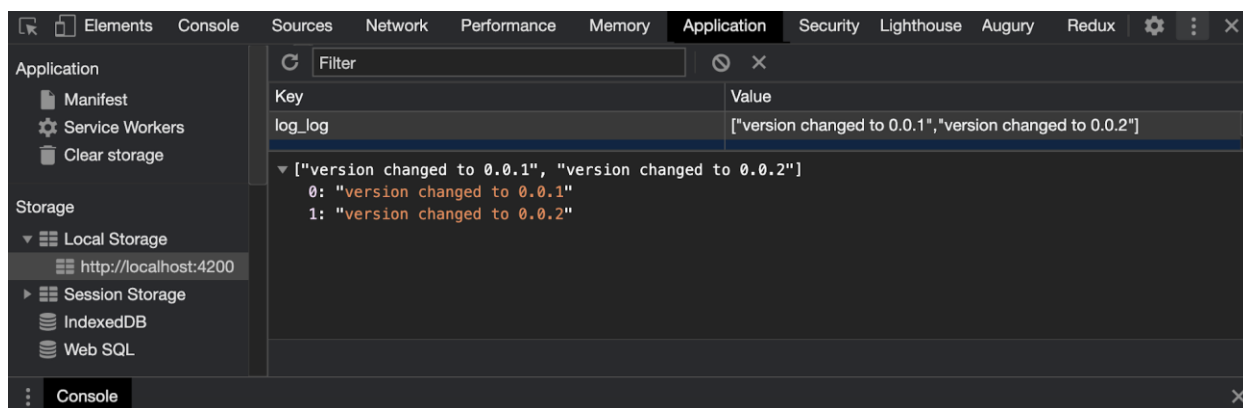 Elements Console Sources Network Performance Memory Application Security Lighthouse Augury Redux
Application
Manifest
Service Workers
Clear storage
Storage
Local Storage
http://localhost:4200
Session Storage
IndexedDB
Web SQL
Filter
Key Value
log_log ["version changed to 0.0.1","version changed to 0.0.2"]
["version changed to 0.0.1", "version changed to 0.0.2"]
0: "version changed to 0.0.1"
1: "version changed to 0.0.2"
Console